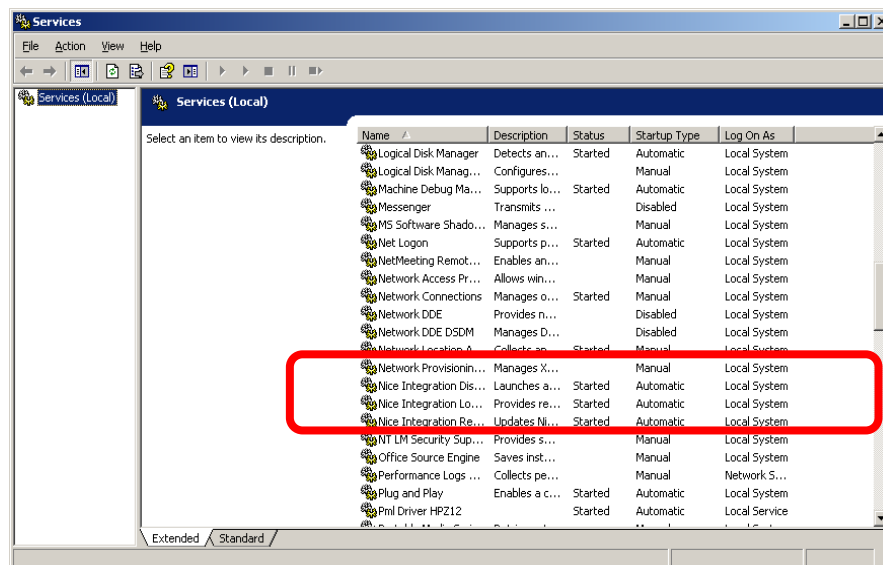 Services
File Action View Help
Services (Local)
Services (Local)
Select an item to view its description.
Name Description Status Startup Type Log On As
Logical Disk Manager Detects an... Started Automatic Local System
Logical Disk Manag... Configures... Manual Local System
Machine Debug Ma... Supports lo... Started Automatic Local System
Messenger Transmits ... Disabled Local System
MS Software Shado... Manages s... Manual Local System
Net Logon Supports p... Started Automatic Local System
NetMeeting Remot... Enables an... Manual Local System
Network Access Pr... Allows win... Manual Local System
Network Connections Manages o... Started Manual Local System
Network DDE Provides n... Disabled Local System
Network DDE DSDM Manages D... Disabled Local System
Network Location A... Collects an... Started Manual Local System
Network Provisionin... Manages X... Manual Local System
Nice Integration Dis... Launches a... Started Automatic Local System
Nice Integration Lo... Provides re... Started Automatic Local System
Nice Integration Re... Updates Ni... Started Automatic Local System
NT LM Security Sup... Provides s... Manual Local System
Office Source Engine Saves inst... Manual Local System
Performance Logs ... Collects pe... Manual Network S...
Plug and Play Enables a c... Started Automatic Local System
Pml Driver HPZ12 Started Automatic Local Service
Extended Standard